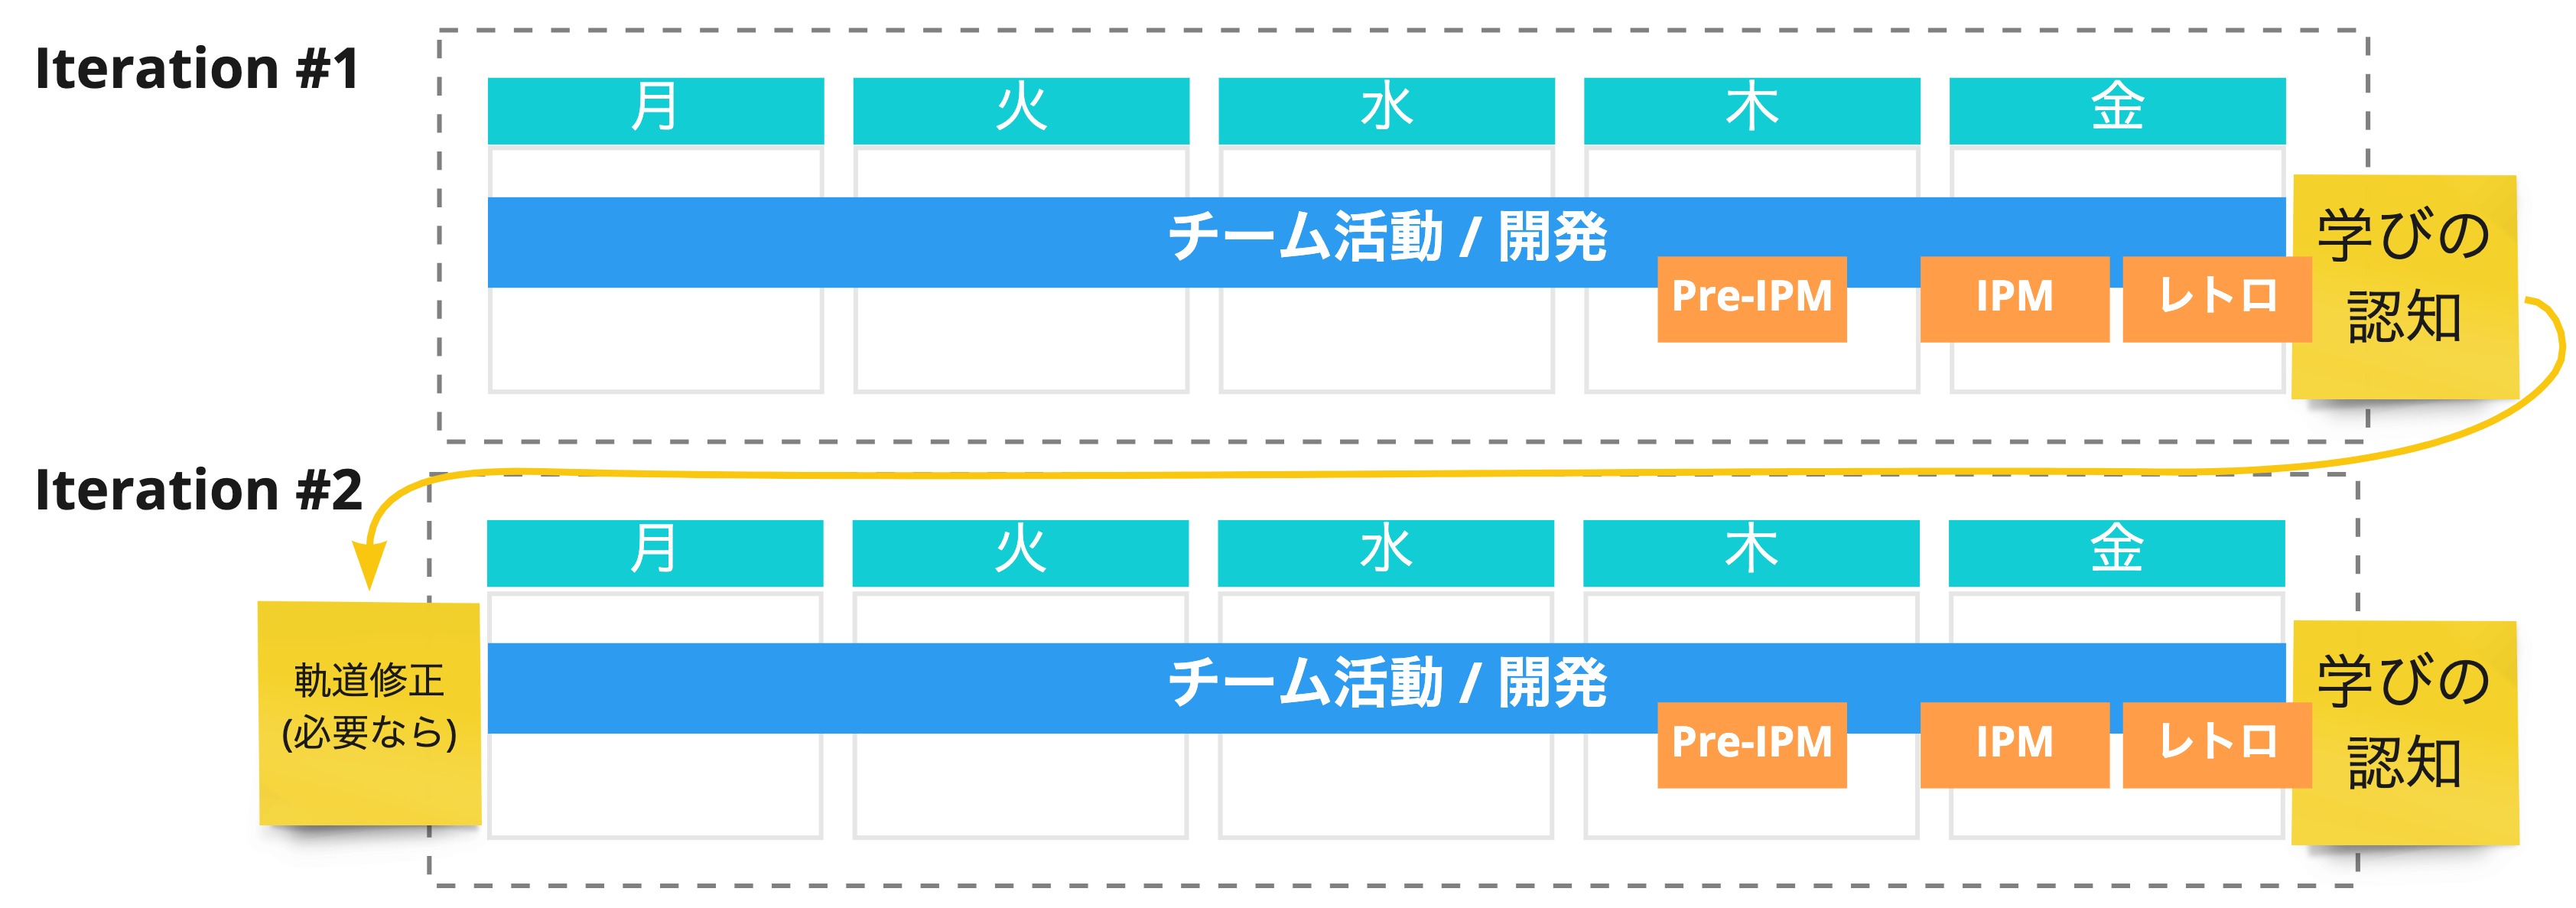 Iteration #1
月
火
水
木
金
チーム活動 / 開発
Pre-IPM
IPM
レトロ
学びの
認知
Iteration #2
月
火
水
木
金
軌道修正
(必要なら)
チーム活動 / 開発
Pre-IPM
IPM
レトロ
学びの
認知